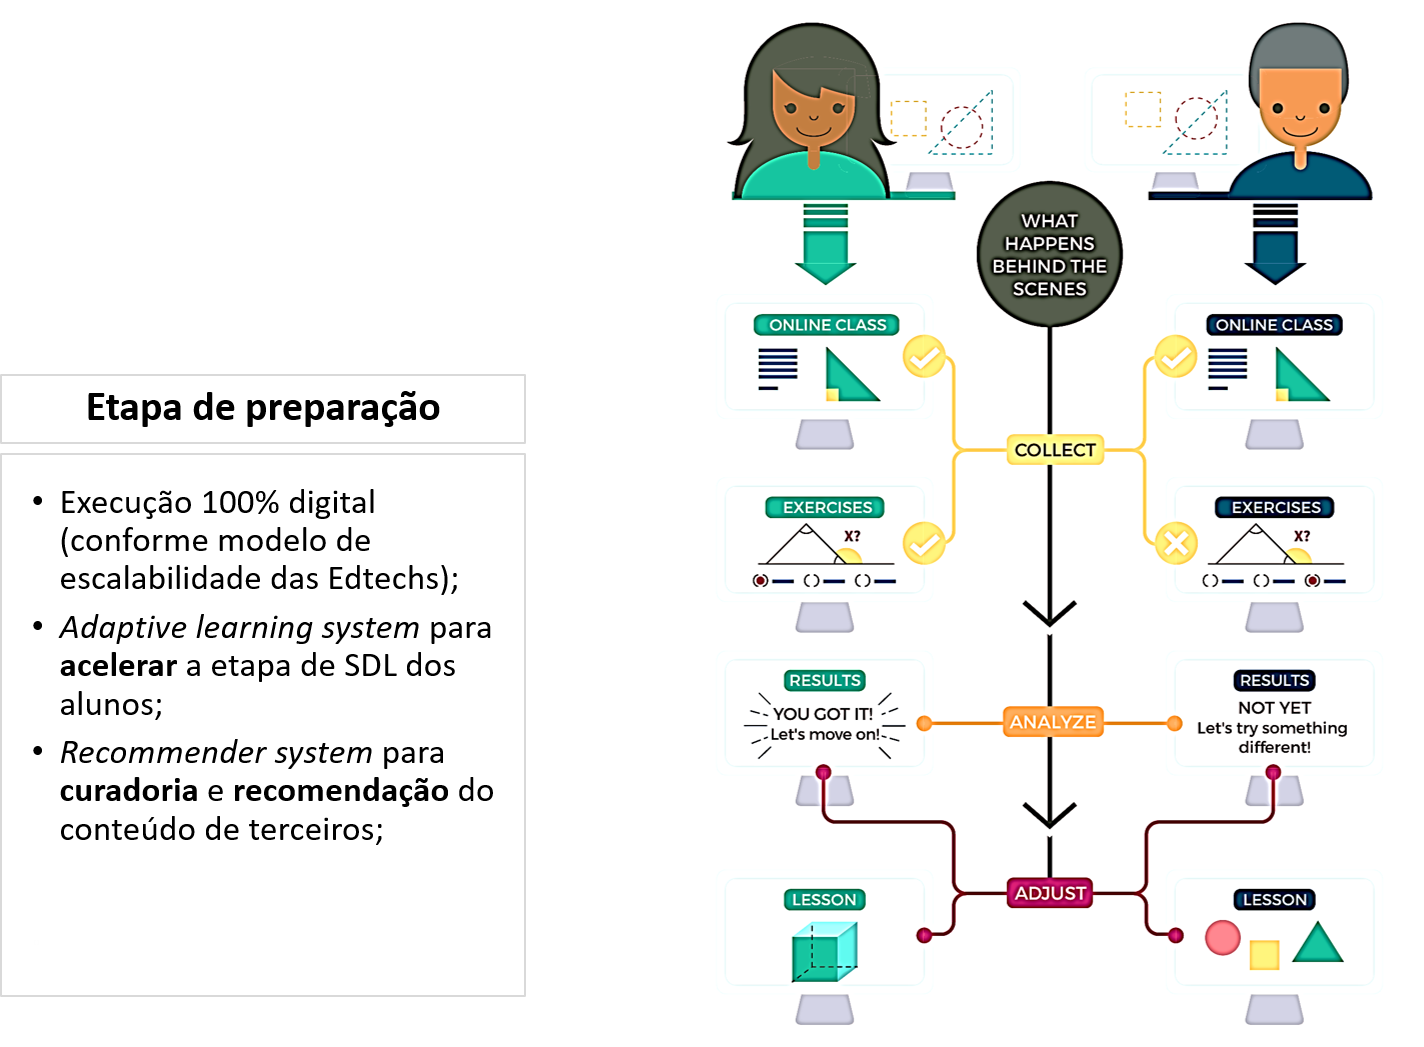 Etapa de preparação
• Execução 100% digital
(conforme modelo de
escalabilidade das Edtechs);
• Adaptive learning system para
acelerar a etapa de SDL dos
alunos;
• Recommender system para
curadoria e recomendação do
conteúdo de terceiros;
WHAT
HAPPENS
BEHIND THE
SCENES
ONLINE CLASS
ONLINE CLASS
COLLECT
EXERCISES
X?
EXERCISES
X?
RESULTS
YOU GOT IT!
Let's move on!
ANALYZE
RESULTS
NOT YET
Let's try something
different!
ADJUST
LESSON
LESSON